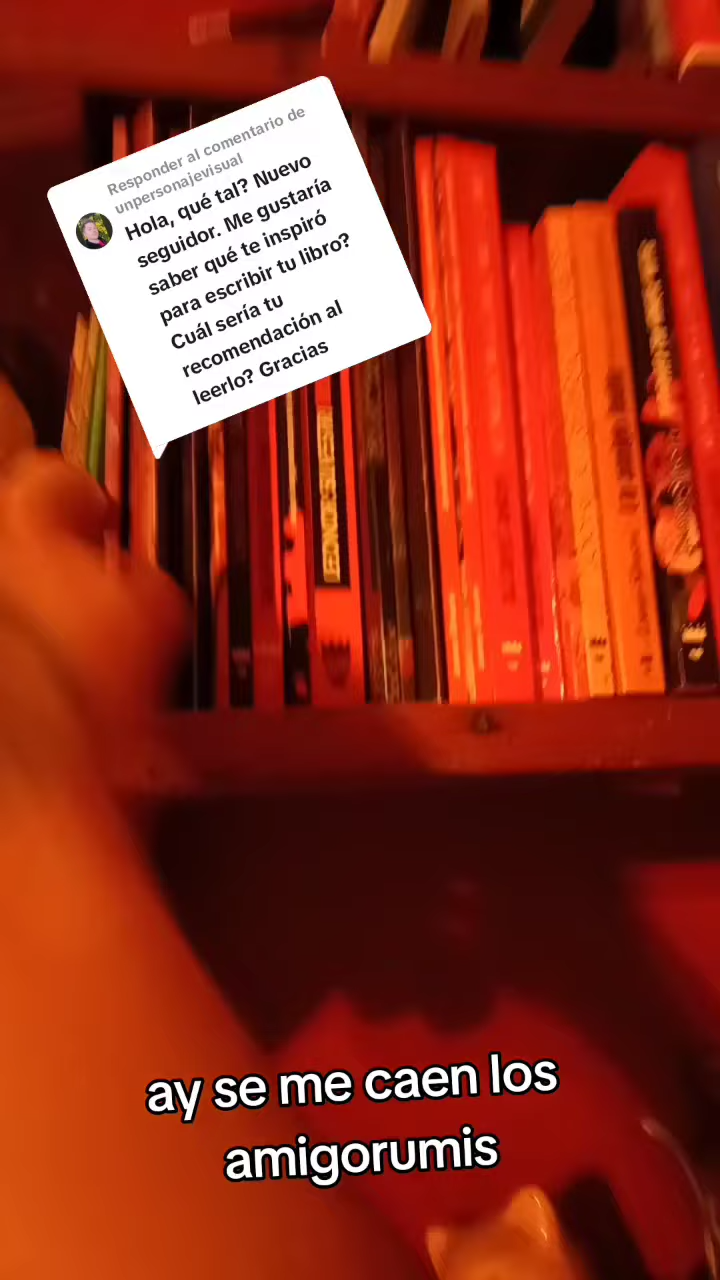 Responder al comentario de
unpersonajevisual
Hola, qué tal? Nuevo
seguidor. Me gustaría
saber qué te inspiró
para escribir tu libro?
Cuál sería tu
recomendación al
leerlo? Gracias
ay se me caen los
amigorumis